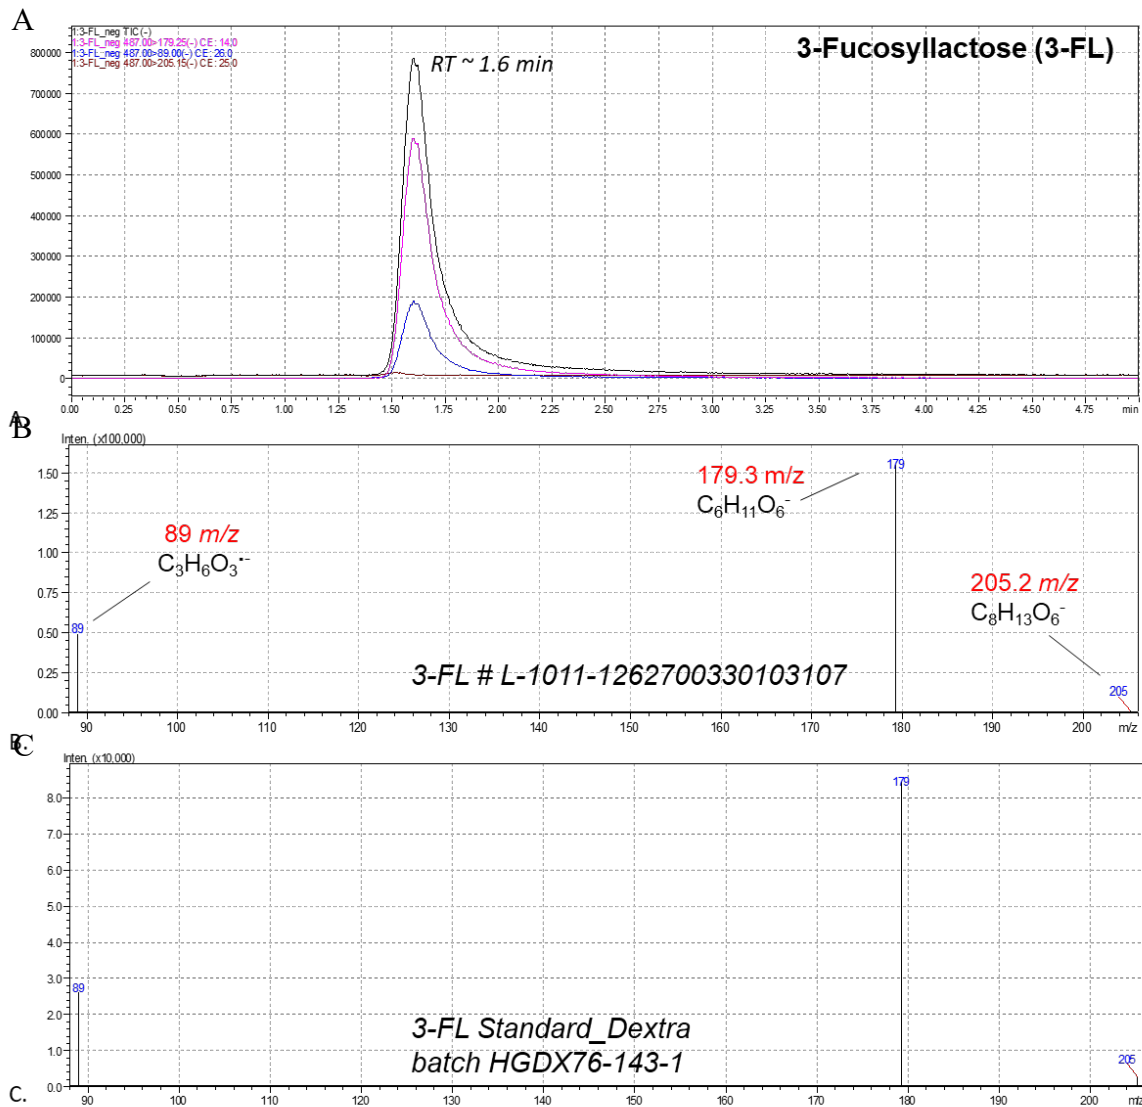 A
1:3-FL_neg TIC(-)
1:3-FL_neg 487.00>179.25(-) CE: 14.0
1:3-FL_neg 487.00>89.00(-) CE: 26.0
1:3-FL_neg 487.00>205.15(-) CE: 25.0
3-Fucosyllactose (3-FL)
RT ~ 1.6 min
800000
700000
600000
500000
400000
300000
200000
100000
0
0.00 0.25 0.50 0.75 1.00 1.25 1.50 1.75 2.00 2.25 2.50 2.75 3.00 3.25 3.50 3.75 4.00 4.25 4.50 4.75 min
A.
B
Inten. (x100,000)
179.3 m/z
C₆H₁₁O₆⁻
179
89 m/z
C₃H₆O₃•⁻
205.2 m/z
C₈H₁₃O₆⁻
1.50
1.25
1.00
0.75
0.50
0.25
0.00
89
205
3-FL # L-1011-1262700330103107
90 100 110 120 130 140 150 160 170 180 190 200 m/z
B.
C
Inten. (x10,000)
179
8.0
7.0
6.0
5.0
4.0
3.0
2.0
1.0
0.0
89
205
3-FL Standard_Dextra
batch HGDX76-143-1
90 100 110 120 130 140 150 160 170 180 190 200 m/z
C.